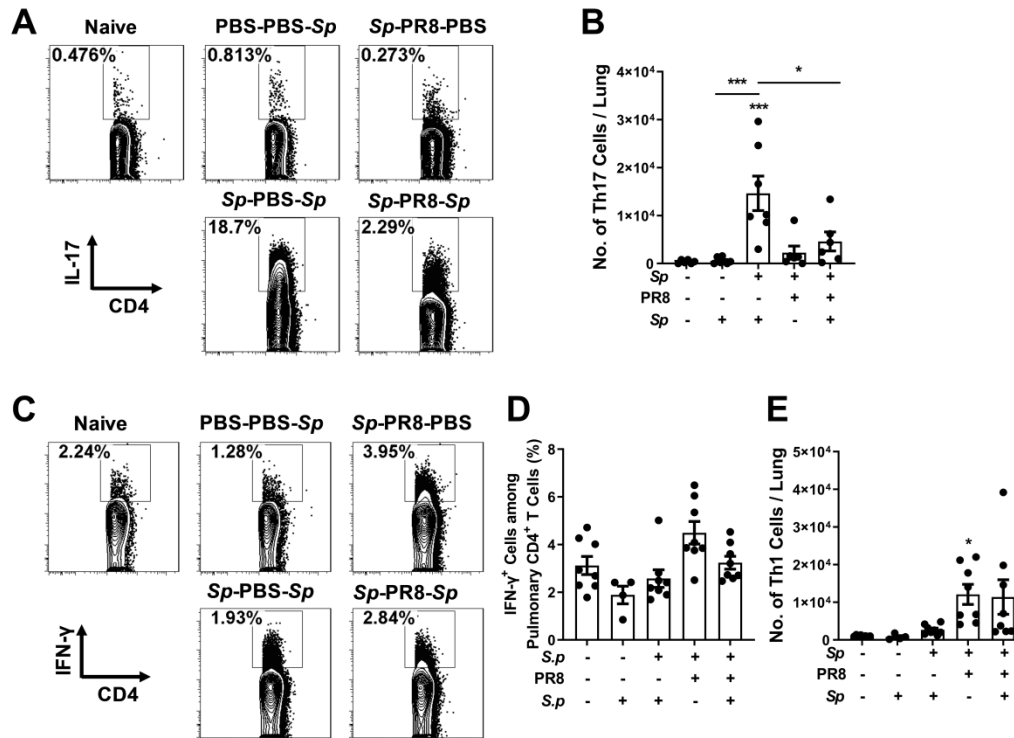 A
Naive
PBS-PBS-Sp
Sp-PR8-PBS
0.476%
0.813%
0.273%
Sp-PBS-Sp
Sp-PR8-Sp
18.7%
2.29%
IL-17
CD4
B
No. of Th17 Cells / Lung
4×10⁴
3×10⁴
2×10⁴
1×10⁴
0
*** *
***
Sp - - + + +
PR8 - - - + +
Sp - + + - +
C
Naive
PBS-PBS-Sp
Sp-PR8-PBS
2.24%
1.28%
3.95%
Sp-PBS-Sp
Sp-PR8-Sp
1.93%
2.84%
IFN-γ
CD4
D
IFN-γ⁺ Cells among
Pulmonary CD4⁺ T Cells (%)
8
6
4
2
0
S.p - - + + +
PR8 - - - + +
S.p - + + - +
E
No. of Th1 Cells / Lung
5×10⁴
4×10⁴
3×10⁴
2×10⁴
1×10⁴
0
*
Sp - - + + +
PR8 - - - + +
Sp - + + - +